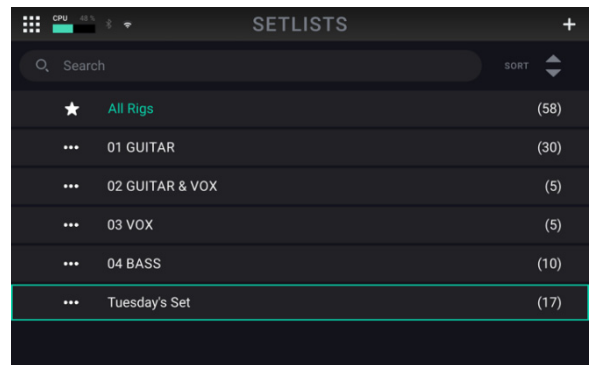 CPU 48 % SETLISTS +
Search SORT
All Rigs (58)
01 GUITAR (30)
02 GUITAR & VOX (5)
03 VOX (5)
04 BASS (10)
Tuesday's Set (17)